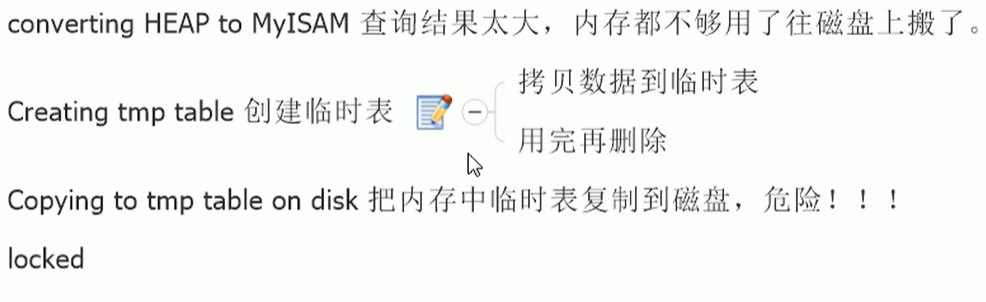 converting HEAP to MyISAM 查询结果太大，内存都不够用了往磁盘上搬了。
Creating tmp table 创建临时表
拷贝数据到临时表
用完再删除
Copying to tmp table on disk 把内存中临时表复制到磁盘，危险！！！
locked